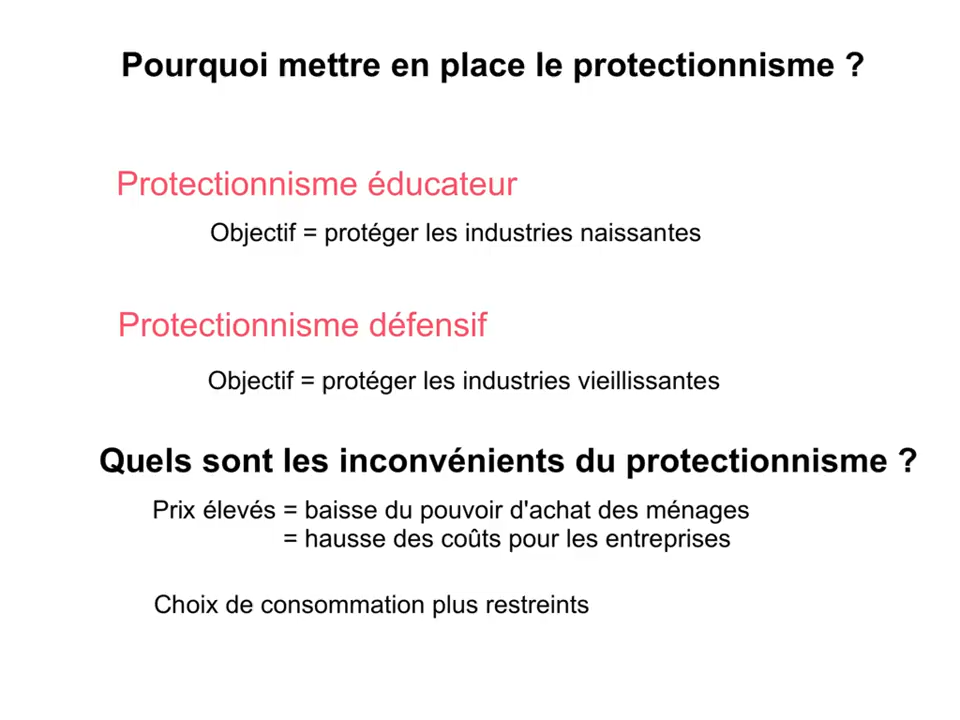 Pourquoi mettre en place le protectionnisme ?
Protectionnisme éducateur
Objectif = protéger les industries naissantes
Protectionnisme défensif
Objectif = protéger les industries vieillissantes
Quels sont les inconvénients du protectionnisme ?
Prix élevés = baisse du pouvoir d'achat des ménages
= hausse des coûts pour les entreprises
Choix de consommation plus restreints